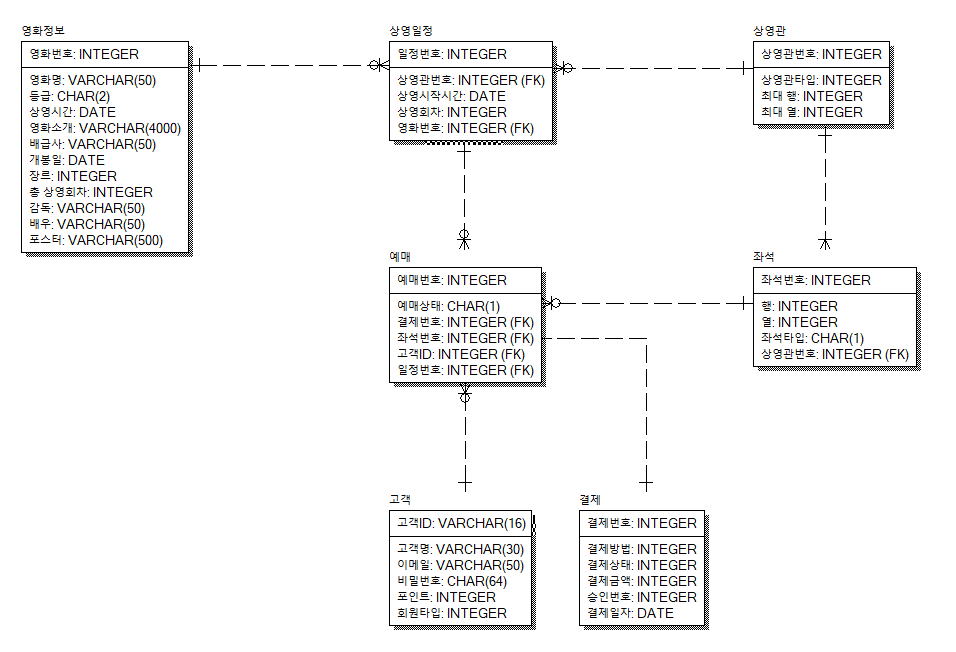 영화정보
영화번호: INTEGER
영화명: VARCHAR(50)
등급: CHAR(2)
상영시간: DATE
영화소개: VARCHAR(4000)
배급사: VARCHAR(50)
개봉일: DATE
장르: INTEGER
총 상영회차: INTEGER
감독: VARCHAR(50)
배우: VARCHAR(50)
포스터: VARCHAR(500)
상영일정
일정번호: INTEGER
상영관번호: INTEGER (FK)
상영시작시간: DATE
상영회차: INTEGER
영화번호: INTEGER (FK)
상영관
상영관번호: INTEGER
상영관타입: INTEGER
최대 행: INTEGER
최대 열: INTEGER
예매
예매번호: INTEGER
예매상태: CHAR(1)
결제번호: INTEGER (FK)
좌석번호: INTEGER (FK)
고객ID: INTEGER (FK)
일정번호: INTEGER (FK)
좌석
좌석번호: INTEGER
행: INTEGER
열: INTEGER
좌석타입: CHAR(1)
상영관번호: INTEGER (FK)
고객
고객ID: VARCHAR(16)
고객명: VARCHAR(30)
이메일: VARCHAR(50)
비밀번호: CHAR(64)
포인트: INTEGER
회원타입: INTEGER
결제
결제번호: INTEGER
결제방법: INTEGER
결제상태: INTEGER
결제금액: INTEGER
승인번호: INTEGER
결제일자: DATE